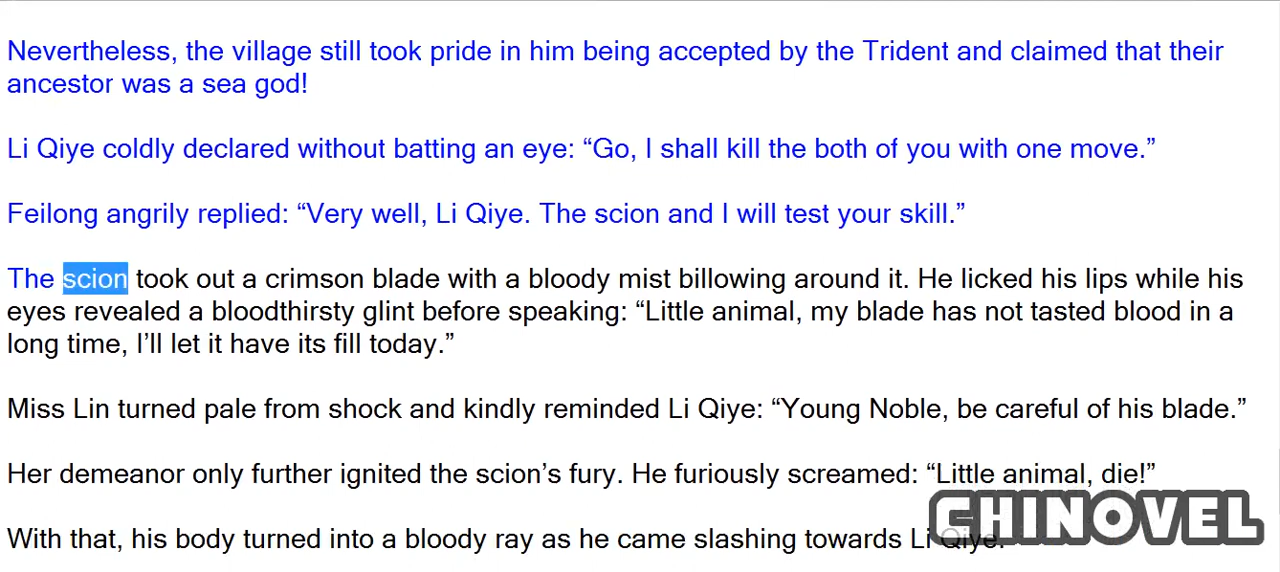 Nevertheless, the village still took pride in him being accepted by the Trident and claimed that their
ancestor was a sea god!
Li Qiye coldly declared without batting an eye: “Go, I shall kill the both of you with one move.”
Feilong angrily replied: “Very well, Li Qiye. The scion and I will test your skill.”
The scion took out a crimson blade with a bloody mist billowing around it. He licked his lips while his
eyes revealed a bloodthirsty glint before speaking: “Little animal, my blade has not tasted blood in a
long time, I’ll let it have its fill today.”
Miss Lin turned pale from shock and kindly reminded Li Qiye: “Young Noble, be careful of his blade.”
Her demeanor only further ignited the scion’s fury. He furiously screamed: “Little animal, die!”
With that, his body turned into a bloody ray as he came slashing towards Li Qiye.
CHINOVEL